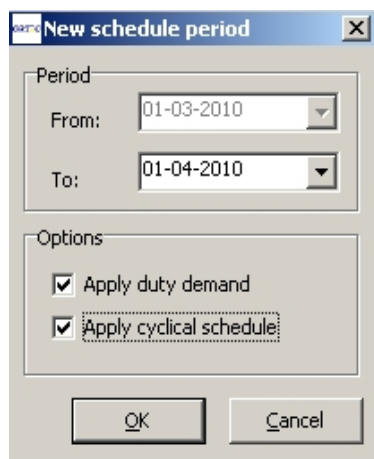 New schedule period
Period
From: 01-03-2010
To: 01-04-2010
Options
Apply duty demand
Apply cyclical schedule
OK Cancel